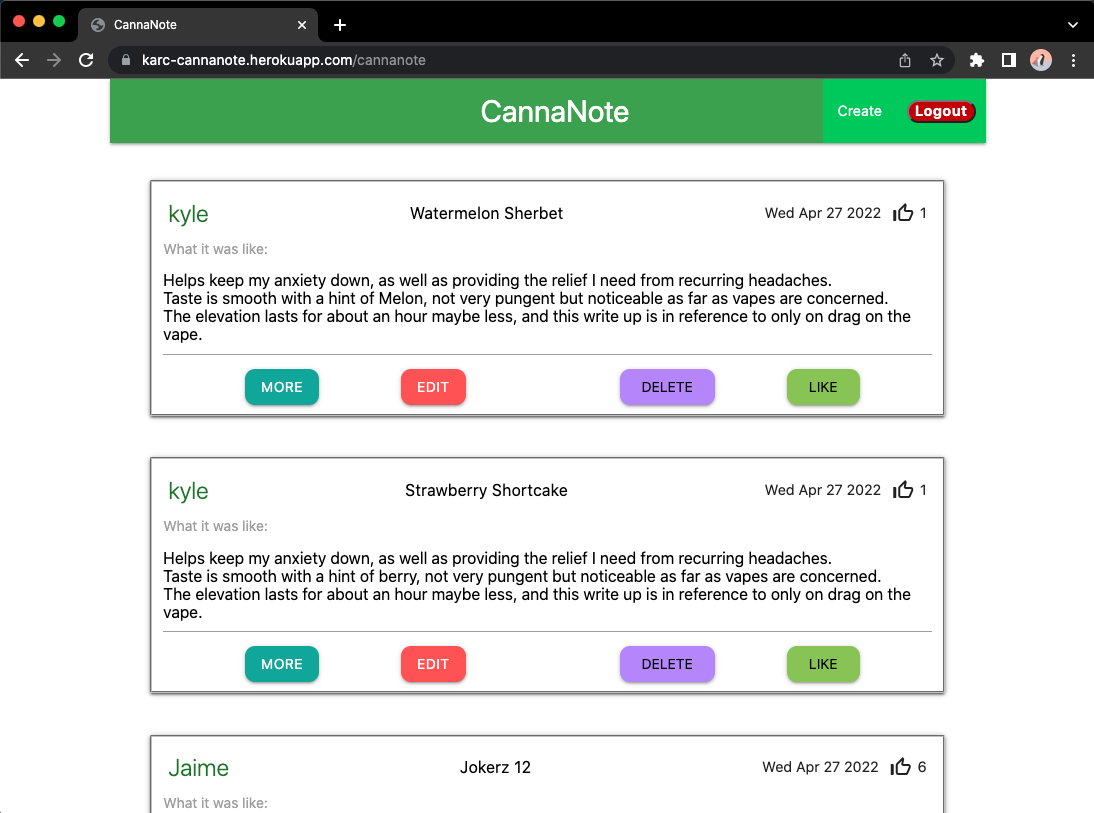 CannaNote
karc-cannanote.herokuapp.com/cannanote
CannaNote
Create
Logout
kyle
Watermelon Sherbet
Wed Apr 27 2022
1
What it was like:
Helps keep my anxiety down, as well as providing the relief I need from recurring headaches.
Taste is smooth with a hint of Melon, not very pungent but noticeable as far as vapes are concerned.
The elevation lasts for about an hour maybe less, and this write up is in reference to only on drag on the
vape.
MORE
EDIT
DELETE
LIKE
kyle
Strawberry Shortcake
Wed Apr 27 2022
1
What it was like:
Helps keep my anxiety down, as well as providing the relief I need from recurring headaches.
Taste is smooth with a hint of berry, not very pungent but noticeable as far as vapes are concerned.
The elevation lasts for about an hour maybe less, and this write up is in reference to only on drag on the
vape.
MORE
EDIT
DELETE
LIKE
Jaime
Jokerz 12
Wed Apr 27 2022
6
What it was like: